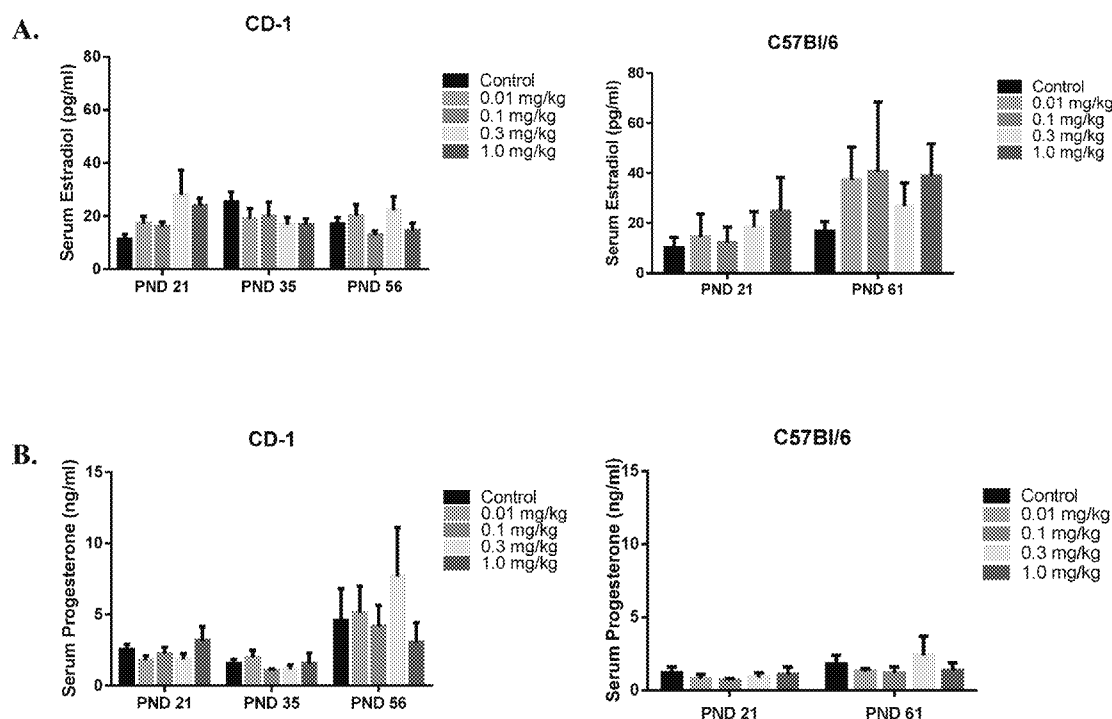 A.
CD-1
Serum Estradiol (pg/ml)
80
60
40
20
0
PND 21 PND 35 PND 56
Control
0.01 mg/kg
0.1 mg/kg
0.3 mg/kg
1.0 mg/kg
C57Bl/6
Serum Estradiol (pg/ml)
80
60
40
20
0
PND 21 PND 61
Control
0.01 mg/kg
0.1 mg/kg
0.3 mg/kg
1.0 mg/kg
B.
CD-1
Serum Progesterone (ng/ml)
15
10
5
0
PND 21 PND 35 PND 56
Control
0.01 mg/kg
0.1 mg/kg
0.3 mg/kg
1.0 mg/kg
C57Bl/6
Serum Progesterone (ng/ml)
15
10
5
0
PND 21 PND 61
Control
0.01 mg/kg
0.1 mg/kg
0.3 mg/kg
1.0 mg/kg